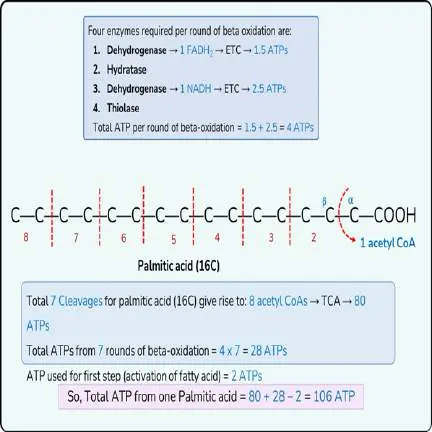 Four enzymes required per round of beta oxidation are:
1. Dehydrogenase → 1 FADH₂ → ETC → 1.5 ATPs
2. Hydratase
3. Dehydrogenase → 1 NADH → ETC → 2.5 ATPs
4. Thiolase
Total ATP per round of beta-oxidation = 1.5 + 2.5 = 4 ATPs
β α
C—C—C—C—C—C—C—C—C—C—C—C—C—C—C—COOH
8 7 6 5 4 3 2 1 acetyl CoA
Palmitic acid (16C)
Total 7 Cleavages for palmitic acid (16C) give rise to: 8 acetyl CoAs → TCA → 80
ATPs
Total ATPs from 7 rounds of beta-oxidation = 4 x 7 = 28 ATPs
ATP used for first step (activation of fatty acid) = 2 ATPs
So, Total ATP from one Palmitic acid = 80 + 28 – 2 = 106 ATP